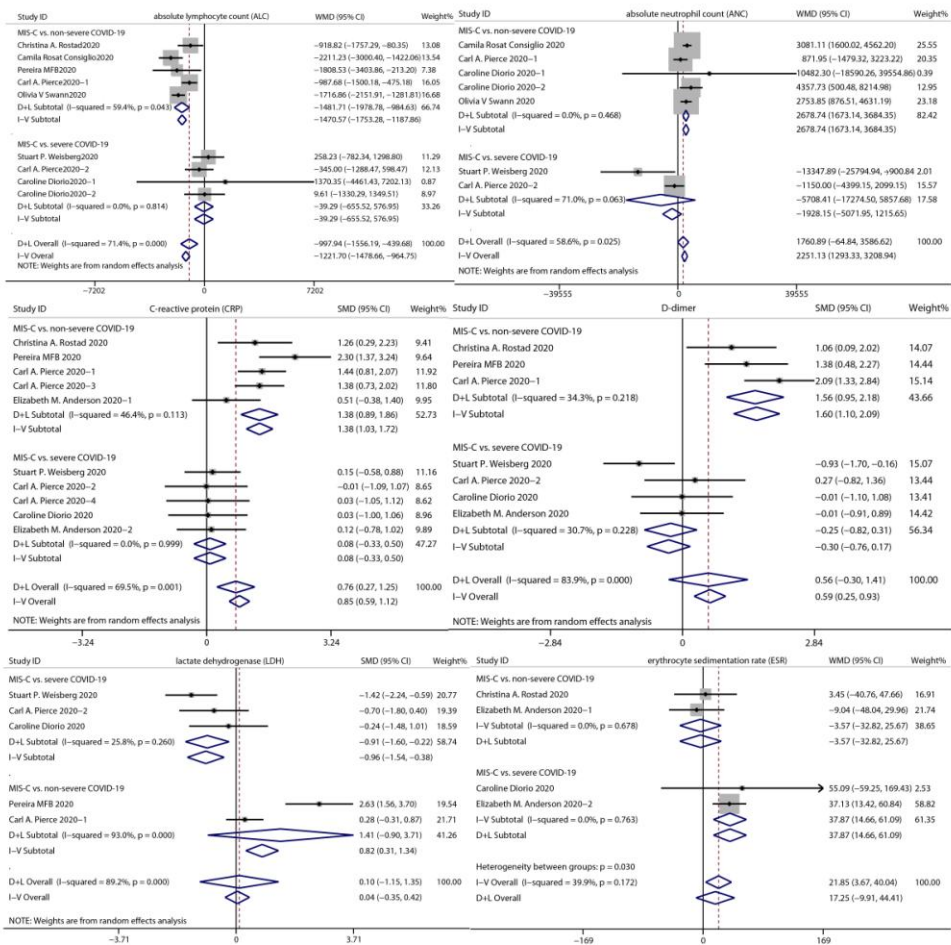 Study ID absolute lymphocyte count (ALC) WMD (95% CI) Weight%
MIS-C vs. non-severe COVID-19
Christina A. Rostad2020 -918.82 (-1757.29, -80.35) 13.08
Camila Rosat Consiglio2020 -2211.23 (-3000.40, -1422.06) 13.54
Pereira MFB2020 -1808.53 (-3403.86, -213.20) 7.38
Carl A. Pierce2020-1 -987.68 (-1500.18, -475.18) 16.05
Olivia V Swann2020 -1716.86 (-2151.91, -1281.81) 16.68
D+L Subtotal (I-squared = 59.4%, p = 0.043) -1481.71 (-1978.78, -984.63) 66.74
I-V Subtotal -1470.57 (-1753.28, -1187.86)
.
MIS-C vs. severe COVID-19
Stuart P. Weisberg2020 258.23 (-782.34, 1298.80) 11.29
Carl A. Pierce2020-2 -345.00 (-1288.47, 598.47) 12.13
Caroline Diorio2020-1 1370.35 (-4461.43, 7202.13) 0.87
Caroline Diorio2020-2 9.61 (-1330.29, 1349.51) 8.97
D+L Subtotal (I-squared = 0.0%, p = 0.814) -39.29 (-655.52, 576.95) 33.26
I-V Subtotal -39.29 (-655.52, 576.95)
.
D+L Overall (I-squared = 71.4%, p = 0.000) -997.94 (-1556.19, -439.68) 100.00
I-V Overal -1221.70 (-1478.66, -964.75)
NOTE: Weights are from random effects analysis
-7202 0 7202
Study ID absolute neutrophil count (ANC) WMD (95% CI) Weight%
MIS-C vs. non-severe COVID-19
Camila Rosat Consiglio 2020 3081.11 (1600.02, 4562.20) 25.55
Carl A. Pierce 2020-1 871.95 (-1479.32, 3223.22) 20.35
Caroline Diorio 2020-1 10482.30 (-18590.26, 39554.86) 0.39
Caroline Diorio 2020-2 4357.73 (500.48, 8214.98) 12.95
Olivia V Swann 2020 2753.85 (876.51, 4631.19) 23.18
D+L Subtotal (I-squared = 0.0%, p = 0.468) 2678.74 (1673.14, 3684.35) 82.42
I-V Subtotal 2678.74 (1673.14, 3684.35)
.
MIS-C vs. severe COVID-19
Stuart P. Weisberg 2020 -13347.89 (-25794.94, +900.84 2.01
Carl A. Pierce 2020-2 -1150.00 (-4399.15, 2099.15) 15.57
D+L Subtotal (I-squared = 71.0%, p = 0.063) -5708.41 (-17274.50, 5857.68) 17.58
I-V Subtotal -1928.15 (-5071.95, 1215.65)
.
D+L Overall (I-squared = 58.6%, p = 0.025) 1760.89 (-64.84, 3586.62) 100.00
I-V Overall 2251.13 (1293.33, 3208.94)
NOTE: Weights are from random effects analysis
-39555 0 39555
Study ID C-reactive protein (CRP) SMD (95% CI) Weight%
MIS-C vs. non-severe COVID-19
Christina A. Rostad 2020 1.26 (0.29, 2.23) 9.41
Pereira MFB 2020 2.30 (1.37, 3.24) 9.64
Carl A. Pierce 2020-1 1.44 (0.81, 2.07) 11.92
Carl A. Pierce 2020-3 1.38 (0.73, 2.02) 11.80
Elizabeth M. Anderson 2020-1 0.51 (-0.38, 1.40) 9.95
D+L Subtotal (I-squared = 46.4%, p = 0.113) 1.38 (0.89, 1.86) 52.73
I-V Subtotal 1.38 (1.03, 1.72)
.
MIS-C vs. severe COVID-19
Stuart P. Weisberg 2020 0.15 (-0.58, 0.88) 11.16
Carl A. Pierce 2020-2 -0.01 (-1.09, 1.07) 8.65
Carl A. Pierce 2020-4 0.03 (-1.05, 1.12) 8.62
Caroline Diorio 2020 0.03 (-1.00, 1.06) 8.96
Elizabeth M. Anderson 2020-2 0.12 (-0.78, 1.02) 9.89
D+L Subtotal (I-squared = 0.0%, p = 0.999) 0.08 (-0.33, 0.50) 47.27
I-V Subtotal 0.08 (-0.33, 0.50)
.
D+L Overall (I-squared = 69.5%, p = 0.001) 0.76 (0.27, 1.25) 100.00
I-V Overall 0.85 (0.59, 1.12)
NOTE: Weights are from random effects analysis
-3.24 0 3.24
Study ID D-dimer SMD (95% CI) Weight%
MIS-C vs. non-severe COVID-19
Christina A. Rostad 2020 1.06 (0.09, 2.02) 14.07
Pereira MFB 2020 1.38 (0.48, 2.27) 14.44
Carl A. Pierce 2020-1 2.09 (1.33, 2.84) 15.14
D+L Subtotal (I-squared = 34.3%, p = 0.218) 1.56 (0.95, 2.18) 43.66
I-V Subtotal 1.60 (1.10, 2.09)
.
MIS-C vs. severe COVID-19
Stuart P. Weisberg 2020 -0.93 (-1.70, -0.16) 15.07
Carl A. Pierce 2020-2 0.27 (-0.82, 1.36) 13.44
Caroline Diorio 2020 -0.01 (-1.10, 1.08) 13.41
Elizabeth M. Anderson 2020 -0.01 (-0.91, 0.89) 14.42
D+L Subtotal (I-squared = 30.7%, p = 0.228) -0.25 (-0.82, 0.31) 56.34
I-V Subtotal -0.30 (-0.76, 0.17)
.
D+L Overall (I-squared = 83.9%, p = 0.000) 0.56 (-0.30, 1.41) 100.00
I-V Overall 0.59 (0.25, 0.93)
NOTE: Weights are from random effects analysis
-2.84 0 2.84
Study ID lactate dehydrogenase (LDH) SMD (95% CI) Weight%
MIS-C vs. severe COVID-19
Stuart P. Weisberg 2020 -1.42 (-2.24, -0.59) 20.77
Carl A. Pierce 2020-2 -0.70 (-1.80, 0.40) 19.39
Caroline Diorio 2020 -0.24 (-1.48, 1.01) 18.59
D+L Subtotal (I-squared = 25.8%, p = 0.260) -0.91 (-1.60, -0.22) 58.74
I-V Subtotal -0.96 (-1.54, -0.38)
.
MIS-C vs. non-severe COVID-19
Pereira MFB 2020 2.63 (1.56, 3.70) 19.54
Carl A. Pierce 2020-1 0.28 (-0.31, 0.87) 21.71
D+L Subtotal (I-squared = 93.0%, p = 0.000) 1.41 (-0.90, 3.71) 41.26
I-V Subtotal 0.82 (0.31, 1.34)
.
D+L Overall (I-squared = 89.2%, p = 0.000) 0.10 (-1.15, 1.35) 100.00
I-V Overall 0.04 (-0.35, 0.42)
NOTE: Weights are from random effects analysis
-3.71 0 3.71
Study ID erythrocyte sedimentation rate (ESR) WMD (95% CI) Weight%
MIS-C vs. non-severe COVID-19
Christina A. Rostad 2020 3.45 (-40.76, 47.66) 16.91
Elizabeth M. Anderson 2020-1 -9.04 (-48.04, 29.96) 21.74
I-V Subtotal (I-squared = 0.0%, p = 0.678) -3.57 (-32.82, 25.67) 38.65
D+L Subtotal -3.57 (-32.82, 25.67)
.
MIS-C vs. severe COVID-19
Caroline Diorio 2020 55.09 (-59.25, 169.43) 2.53
Elizabeth M. Anderson 2020-2 37.13 (13.42, 60.84) 58.82
I-V Subtotal (I-squared = 0.0%, p = 0.763) 37.87 (14.66, 61.09) 61.35
D+L Subtotal 37.87 (14.66, 61.09)
.
Heterogeneity between groups: p = 0.030
I-V Overall (I-squared = 39.9%, p = 0.172) 21.85 (3.67, 40.04) 100.00
D+L Overall 17.25 (-9.91, 44.41)
-169 0 169